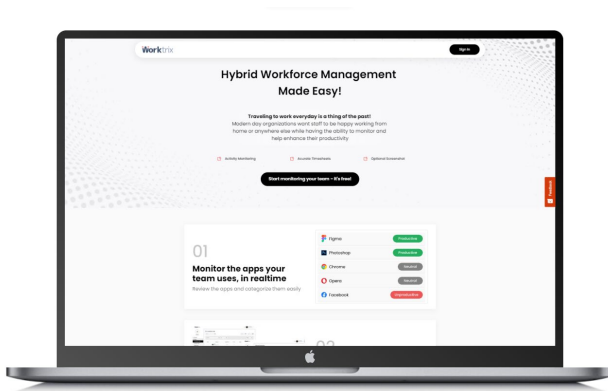 Worktrix
Sign In
Hybrid Workforce Management
Made Easy!
Traveling to work everyday is a thing of the past!
Modern day organizations want staff to be happy working from
home or anywhere else while having the ability to monitor and
help enhance their productivity
Activity Monitoring
Accurate Timesheets
Optional Screenshot
Start monitoring your team - it's free!
Feedback
01
Monitor the apps your
team uses, in realtime
Review the apps and categorize them easily
Figma
Productive
Photoshop
Productive
Chrome
Neutral
Opera
Neutral
Facebook
Unproductive
02